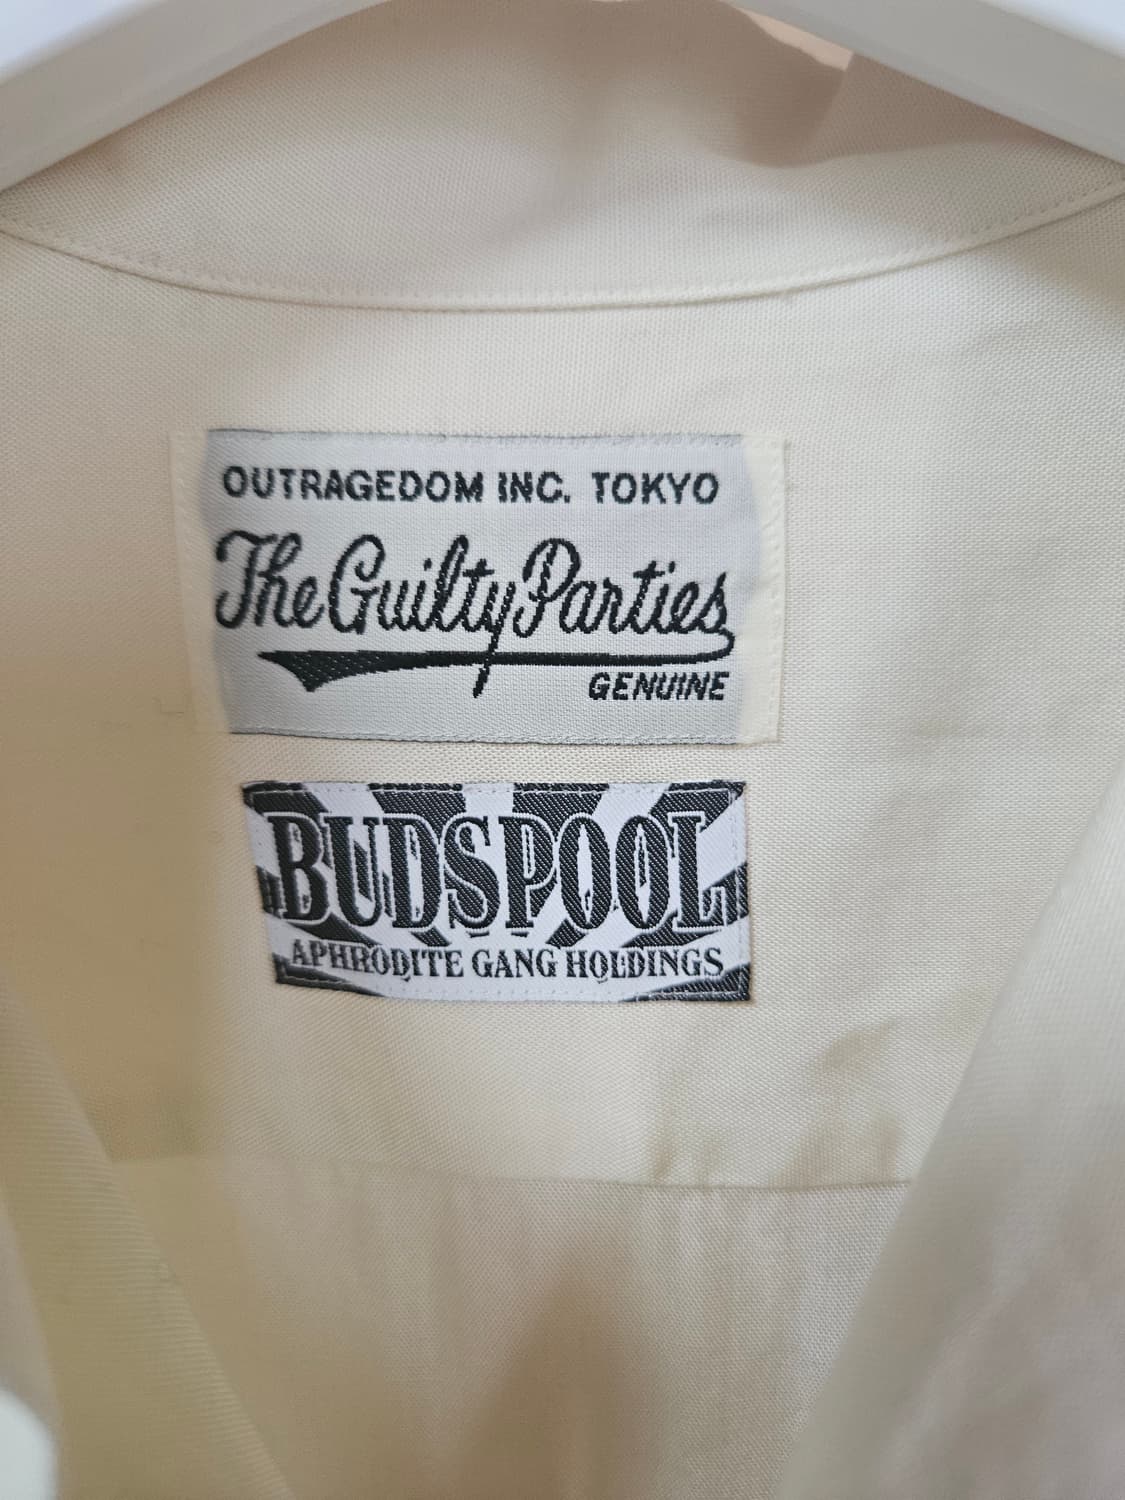 OUTRAGEDOM INC. TOKYO
The Guilty Parties
GENUINE
BUDSPOOL
APHRODITE GANG HOLDINGS